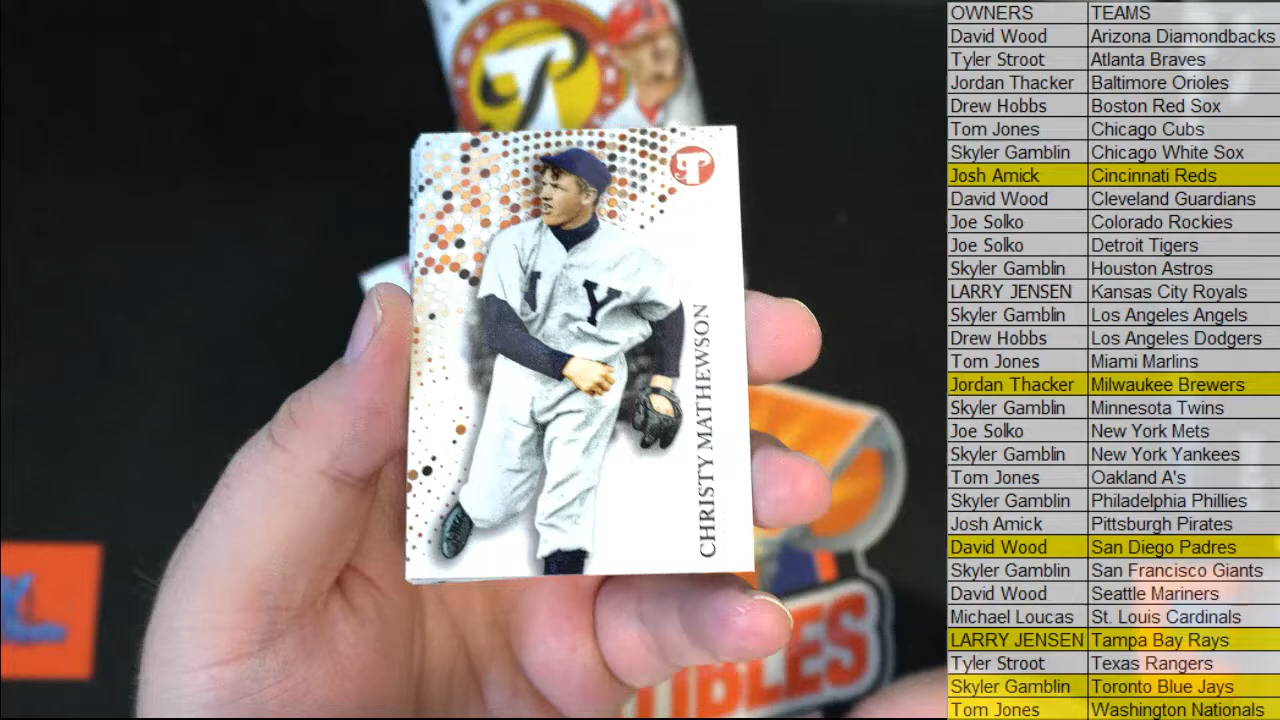 OWNERS TEAMS
David Wood Arizona Diamondbacks
Tyler Stroot Atlanta Braves
Jordan Thacker Baltimore Orioles
Drew Hobbs Boston Red Sox
Tom Jones Chicago Cubs
Skyler Gamblin Chicago White Sox
Josh Amick Cincinnati Reds
David Wood Cleveland Guardians
Joe Solko Colorado Rockies
Joe Solko Detroit Tigers
Skyler Gamblin Houston Astros
LARRY JENSEN Kansas City Royals
Skyler Gamblin Los Angeles Angels
Drew Hobbs Los Angeles Dodgers
Tom Jones Miami Marlins
Jordan Thacker Milwaukee Brewers
Skyler Gamblin Minnesota Twins
Joe Solko New York Mets
Skyler Gamblin New York Yankees
Tom Jones Oakland A's
Skyler Gamblin Philadelphia Phillies
Josh Amick Pittsburgh Pirates
David Wood San Diego Padres
Skyler Gamblin San Francisco Giants
David Wood Seattle Mariners
Michael Loucas St. Louis Cardinals
LARRY JENSEN Tampa Bay Rays
Tyler Stroot Texas Rangers
Skyler Gamblin Toronto Blue Jays
Tom Jones Washington Nationals
CHRISTY MATHEWSON
Y